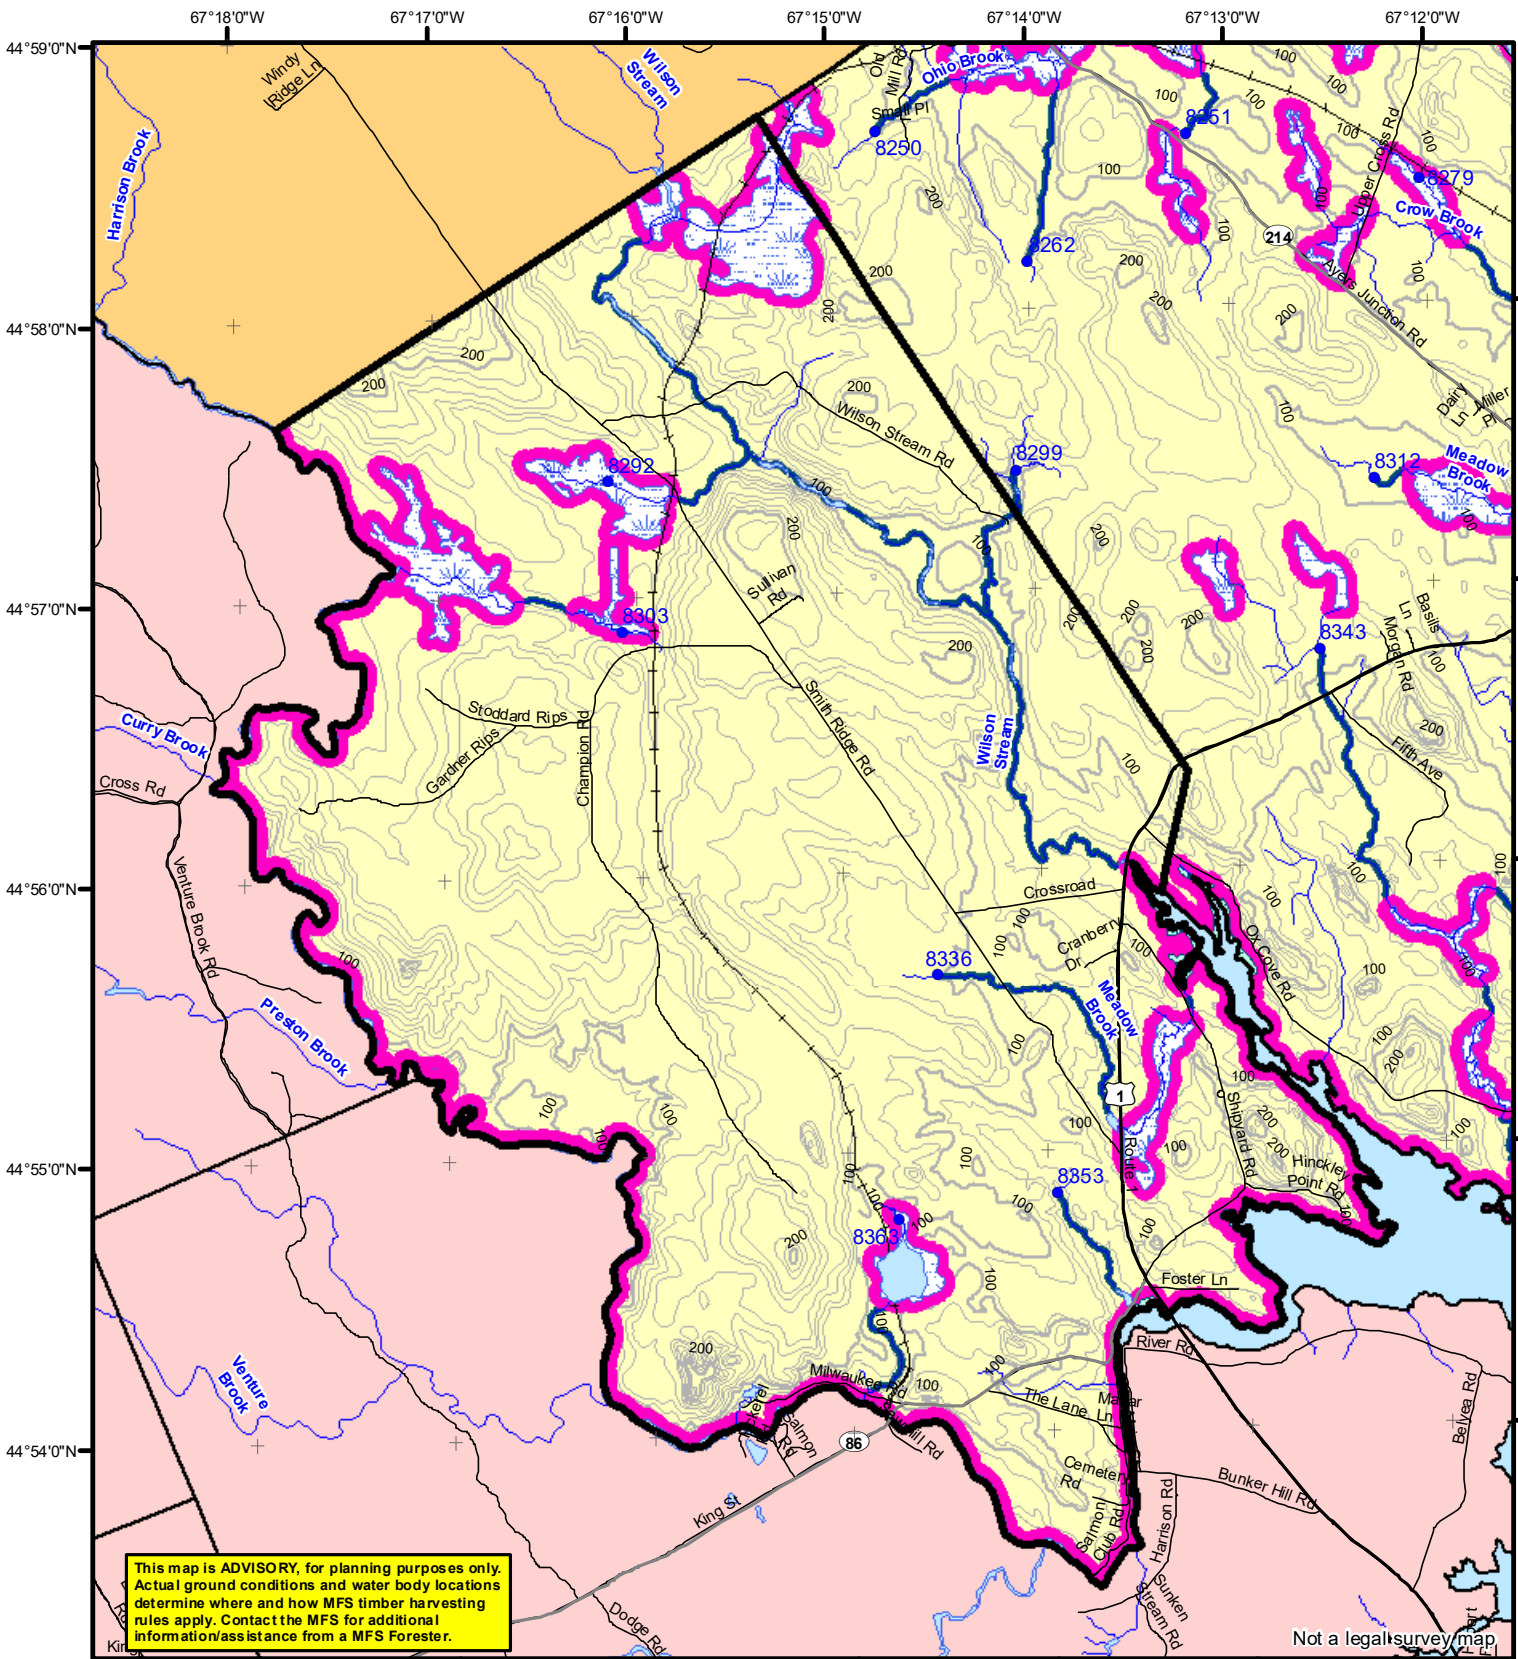 67°18'0"W
67°17'0"W
67°16'0"W
67°15'0"W
67°14'0"W
67°13'0"W
67°12'0"W
44°59'0"N
44°58'0"N
44°57'0"N
44°56'0"N
44°55'0"N
44°54'0"N
Windy
Ridge Ln
Wilson
Stream
Harrison Brook
Old
Mill Rd
Ohio Brook
Small Pl
8250
8251
8262
8279
Upper Cross Rd
Crow Brook
214
Ayers Junction Rd
Dairy
Ln
Miller
Wilson Stream Rd
8299
8312
Meadow
Brook
8292
8303
Sullivan
Rd
8343
Basils
Ln
Morgan Rd
Fifth Ave
Stoddard Rips
Gardner Rips
Champion Rd
Smith Ridge Rd
Wilson
Stream
Curry Brook
Cross Rd
Venture Brook Rd
Preston Brook
Crossroad
Cranberry
Dr
8336
Meadow
Brook
Ox Cove Rd
1
Route 1
Shipyard Rd
Hinckley
Point Rd
8353
8363
Foster Ln
River Rd
Venture
Brook
Milwaukee Rd
The Lane Ln
Salmon
Rd
86
King St
Cemetery
Rd
Salmon
Club Rd
Harrison Rd
Bunker Hill Rd
Belyea Rd
Sunken
Stream Rd
Dodge Rd
100
200
This map is ADVISORY, for planning purposes only.
Actual ground conditions and water body locations
determine where and how MFS timber harvesting
rules apply. Contact the MFS for additional
information/assistance from a MFS Forester.
Not a legal survey map